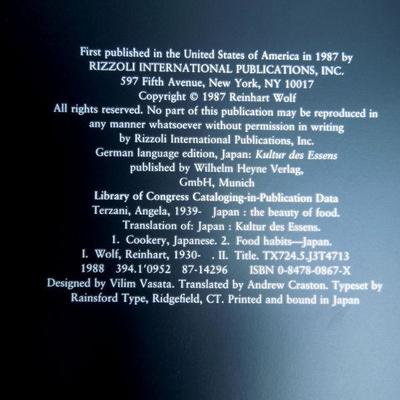 First published in the United States of America in 1987 by
RIZZOLI INTERNATIONAL PUBLICATIONS, INC.
597 Fifth Avenue, New York, NY 10017
Copyright © 1987 Reinhart Wolf
All rights reserved. No part of this publication may be reproduced in
any manner whatsoever without permission in writing
by Rizzoli International Publications, Inc.
German language edition, Japan: Kultur des Essens
published by Wilhelm Heyne Verlag,
GmbH, Munich
Library of Congress Cataloging-in-Publication Data
Terzani, Angela, 1939- Japan : the beauty of food.
Translation of: Japan : Kultur des Essens.
1. Cookery, Japanese. 2. Food habits—Japan.
I. Wolf, Reinhart, 1930- . II. Title. TX724.5.J3T4713
1988 394.1'0952 87-14296 ISBN 0-8478-0867-X
Designed by Vilim Vasata. Translated by Andrew Craston. Typeset by
Rainsford Type, Ridgefield, CT. Printed and bound in Japan